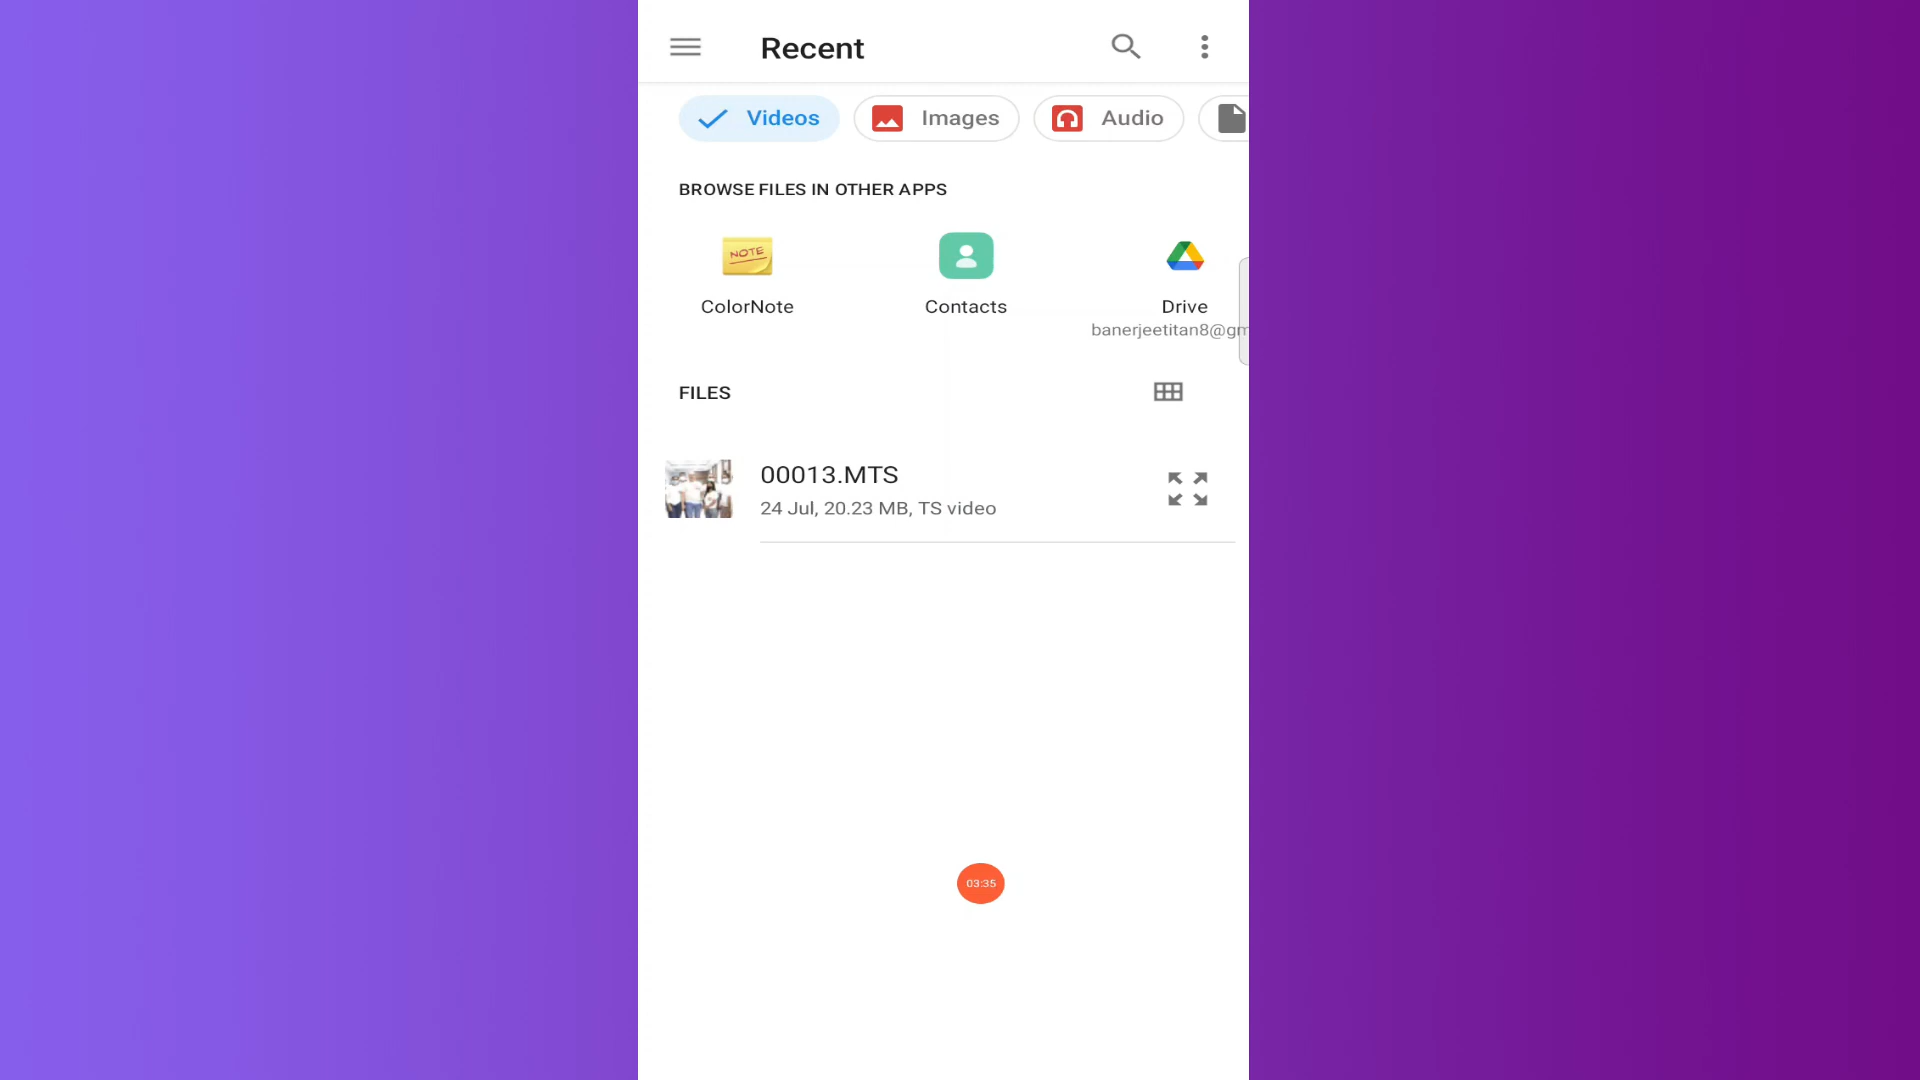 Recent
Videos
Images
Audio
BROWSE FILES IN OTHER APPS
NOTE
ColorNote
Contacts
Drive
banerjeetitan8@gm
FILES
00013.MTS
24 Jul, 20.23 MB, TS video
03:35